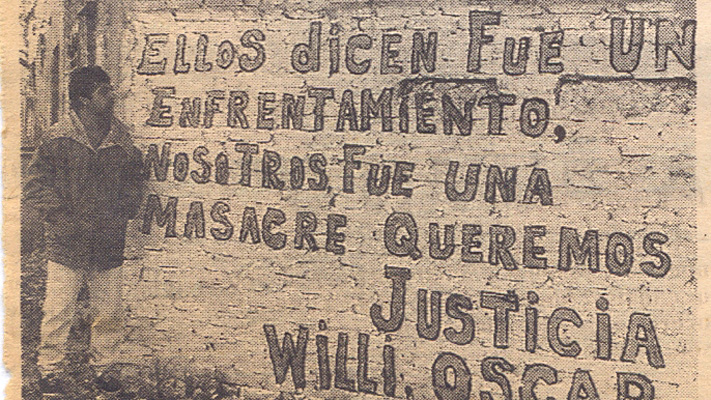 ELLOS dICEN FUE UN
ENFRENTAMiENTO,
NOSOTROS, FUE UNA
MASACRE QUEREMOS
JUSTiCiA
WiLLi, OSCAR